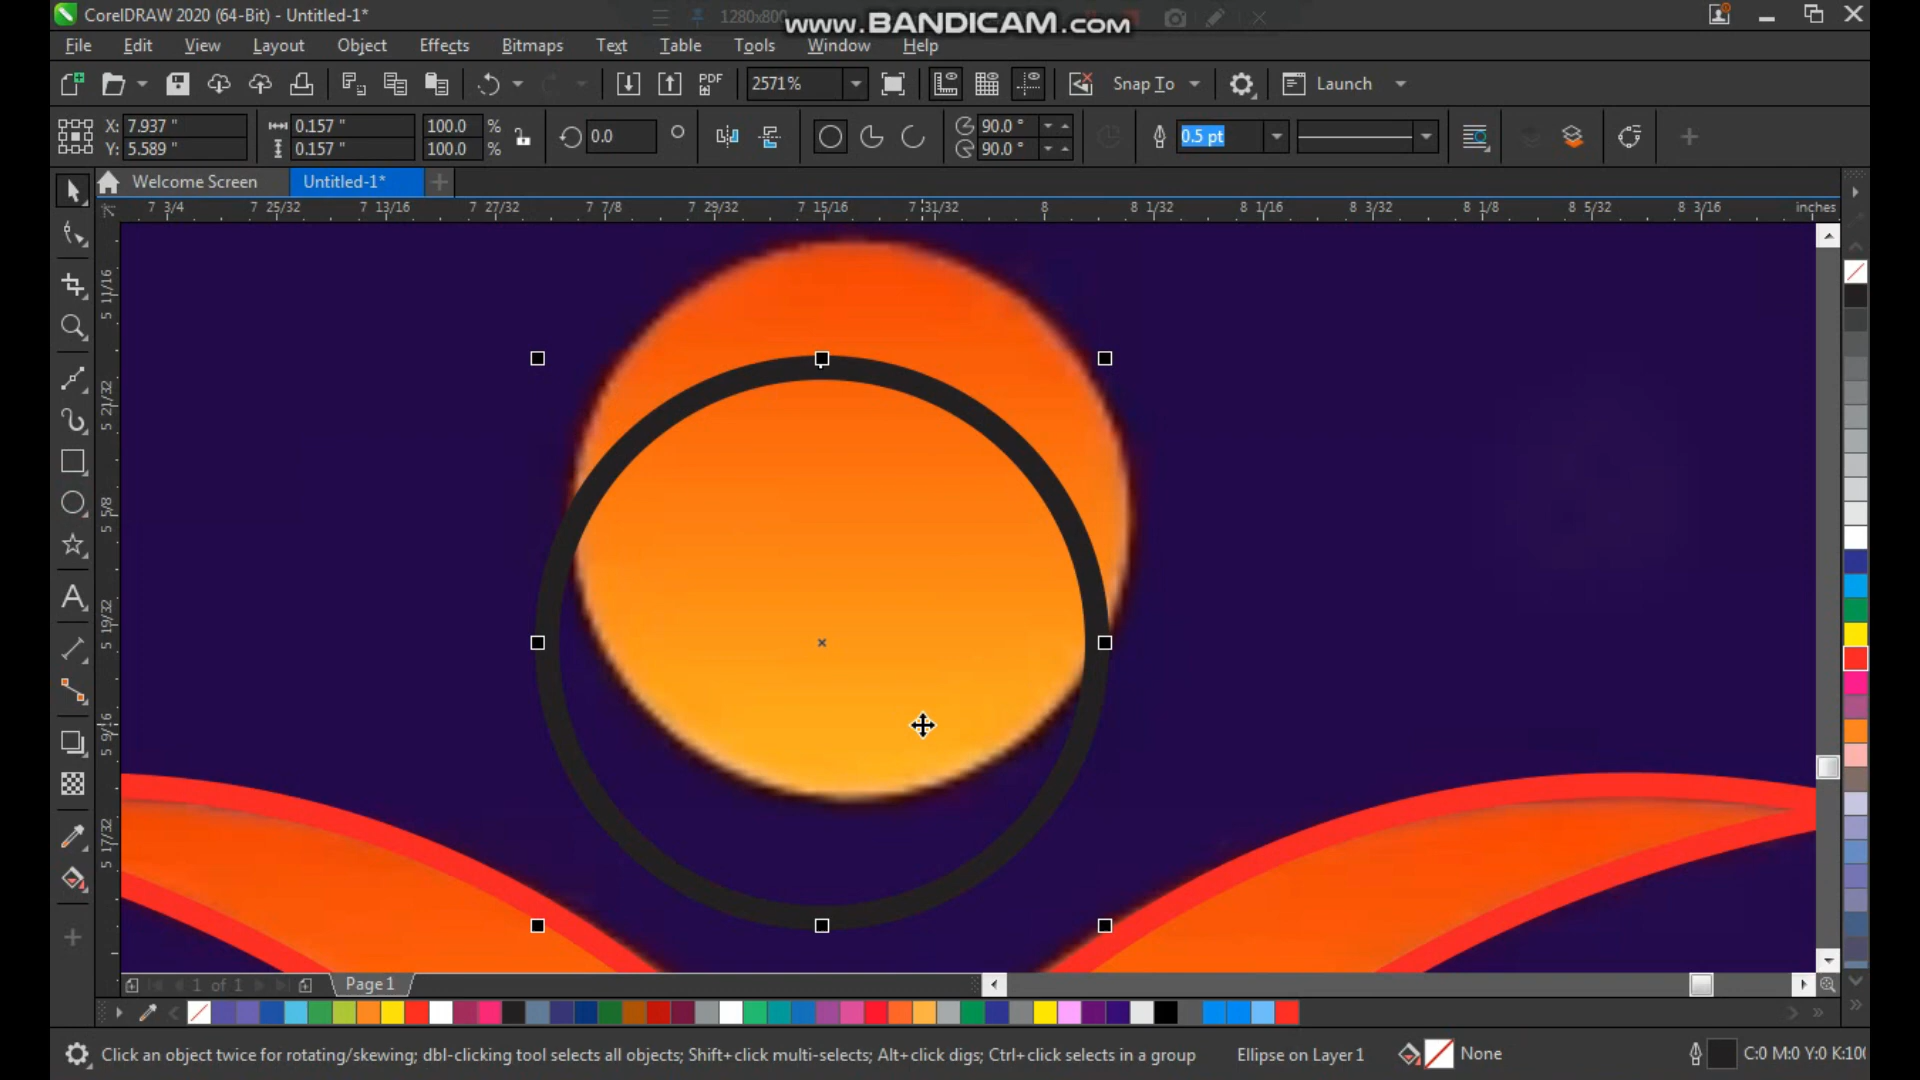 CorelDRAW 2020 (64-Bit) - Untitled-1*
1280x800
www.BANDICAM.com
File Edit View Layout Object Effects Bitmaps Text Table Tools Window Help
PDF 2571% Snap To Launch
X: 7.937 " 0.157 " 100.0 % 0.0 90.0 ° 0.5 pt
Y: 5.589 " 0.157 " 100.0 % 90.0 °
Welcome Screen Untitled-1*
7 3/4 7 25/32 7 13/16 7 27/32 7 7/8 7 29/32 7 15/16 7 31/32 8 8 1/32 8 1/16 8 3/32 8 1/8 8 5/32 8 3/16 inches
5 11/16
5 21/32
5 5/8
5 19/32
5 9/16
5 17/32
1 of 1 Page 1
Click an object twice for rotating/skewing; dbl-clicking tool selects all objects; Shift+click multi-selects; Alt+click digs; Ctrl+click selects in a group Ellipse on Layer 1 None C:0 M:0 Y:0 K:100